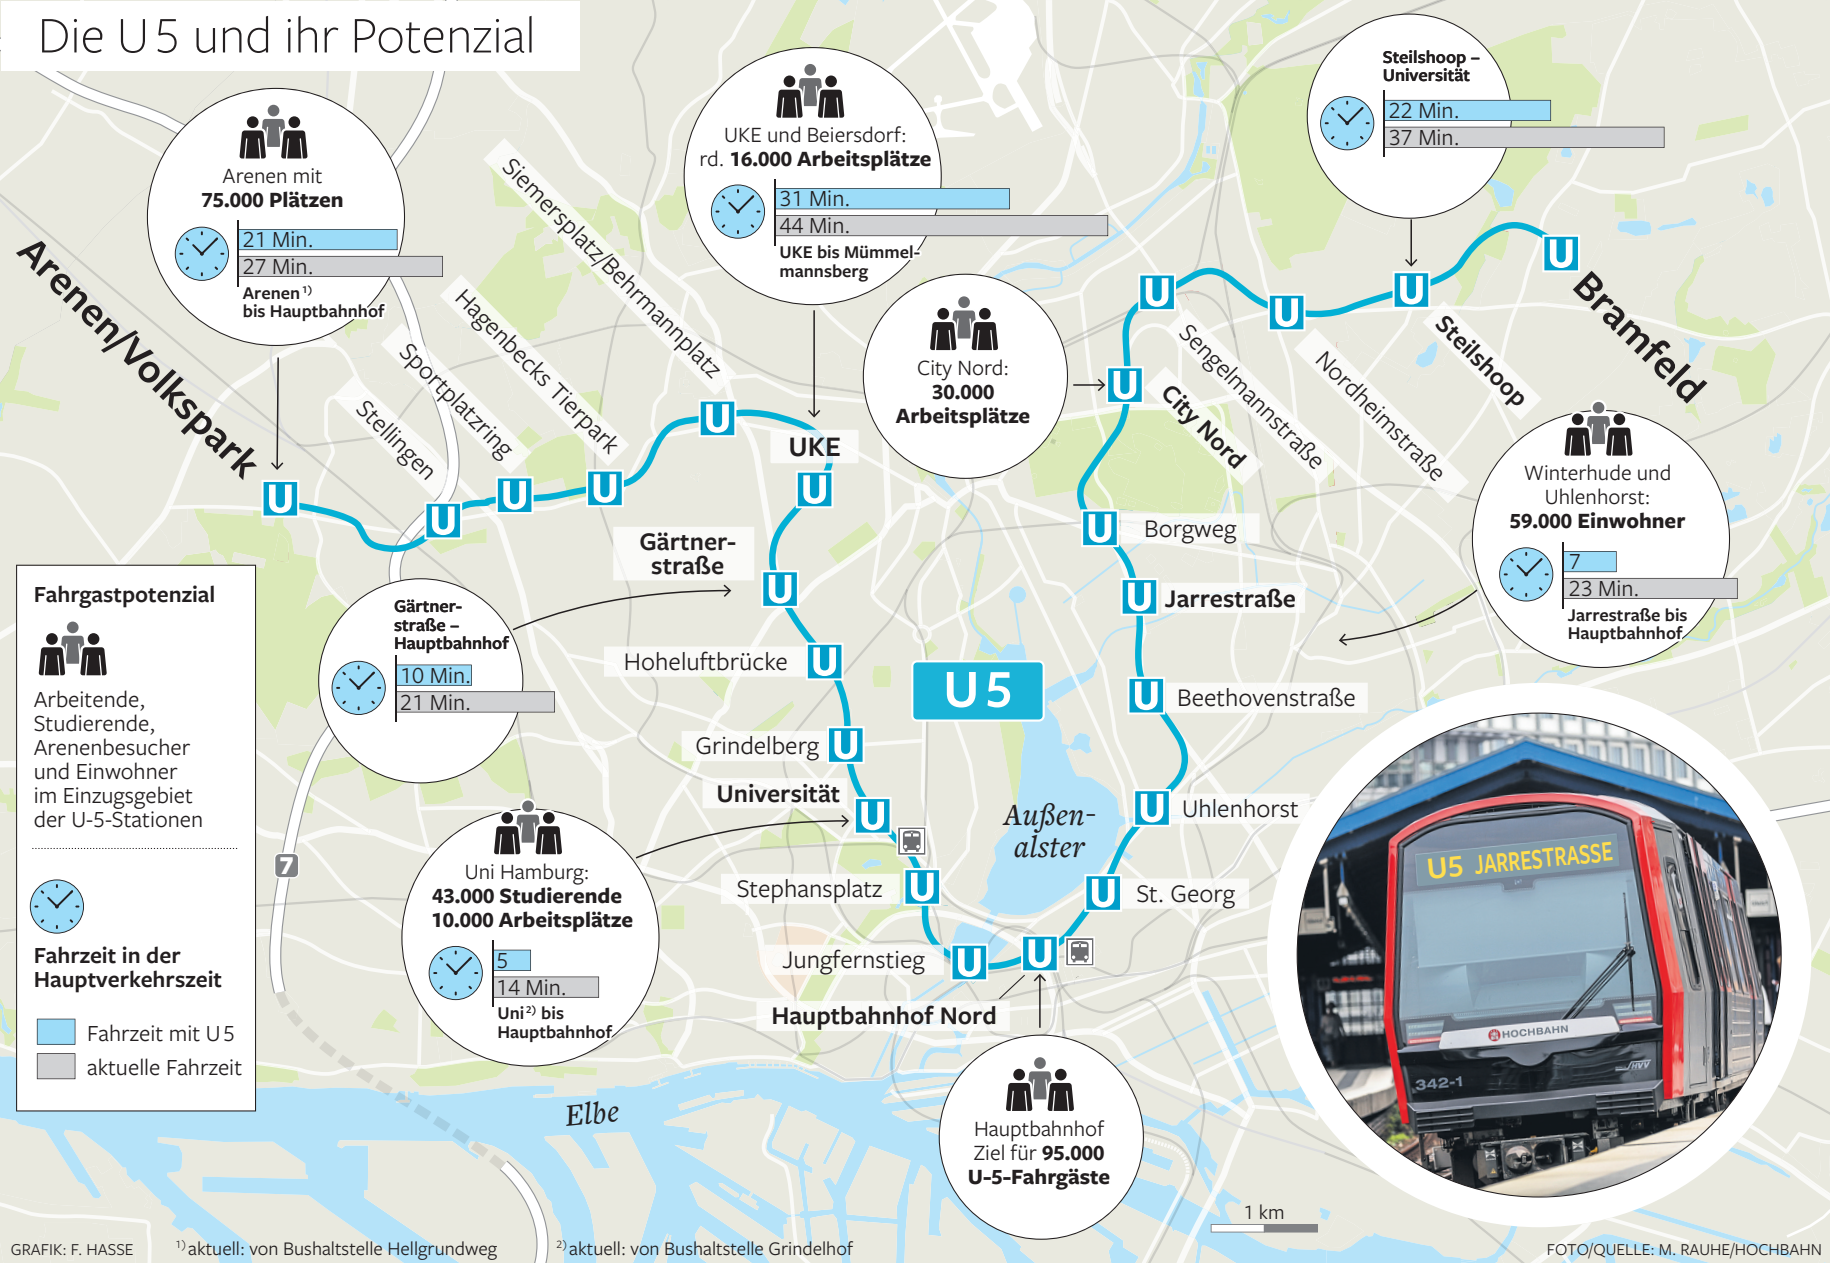 Die U 5 und ihr Potenzial
Arenen mit
75.000 Plätzen
21 Min.
27 Min.
Arenen 1)
bis Hauptbahnhof
UKE und Beiersdorf:
rd. 16.000 Arbeitsplätze
31 Min.
44 Min.
UKE bis Mümmel-
mannsberg
Steilshoop –
Universität
22 Min.
37 Min.
City Nord:
30.000
Arbeitsplätze
Winterhude und
Uhlenhorst:
59.000 Einwohner
7
23 Min.
Jarrestraße bis
Hauptbahnhof
Gärtner-
straße –
Hauptbahnhof
10 Min.
21 Min.
Uni Hamburg:
43.000 Studierende
10.000 Arbeitsplätze
5
14 Min.
Uni 2) bis
Hauptbahnhof
Hauptbahnhof
Ziel für 95.000
U-5-Fahrgäste
Arenen/Volkspark
U
Stellingen
U
Sportplatzring
U
Hagenbecks Tierpark
U
Siemersplatz/Behrmannplatz
U
UKE
U
Gärtner-
straße
U
Hoheluftbrücke
U
Grindelberg
U
Universität
U
Stephansplatz
U
Jungfernstieg
U
Hauptbahnhof Nord
U
St. Georg
U
Uhlenhorst
U
Beethovenstraße
U
Jarrestraße
U
Borgweg
U
City Nord
U
Sengelmannstraße
U
Nordheimstraße
U
Steilshoop
U
Bramfeld
U
U 5
Außen-
alster
Elbe
7
Fahrgastpotenzial
Arbeitende,
Studierende,
Arenenbesucher
und Einwohner
im Einzugsgebiet
der U-5-Stationen
Fahrzeit in der
Hauptverkehrszeit
Fahrzeit mit U 5
aktuelle Fahrzeit
U5 JARRESTRASSE
HOCHBAHN
342-1
HVV
1 km
GRAFIK: F. HASSE
1) aktuell: von Bushaltstelle Hellgrundweg
2) aktuell: von Bushaltstelle Grindelhof
FOTO/QUELLE: M. RAUHE/HOCHBAHN